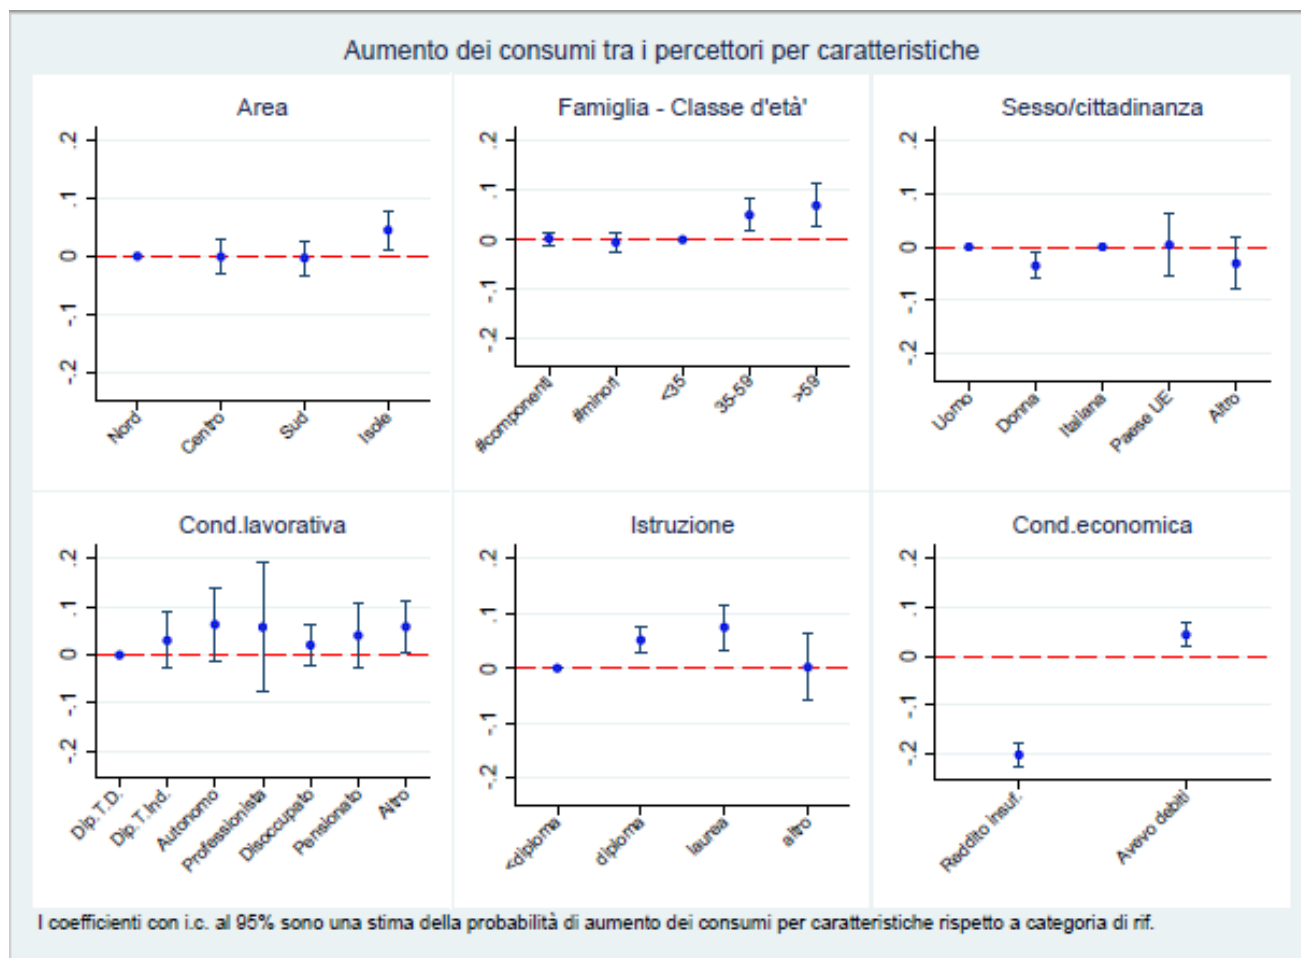 Aumento dei consumi tra i percettori per caratteristiche
Area
.2
.1
0
-.1
-.2
Nord
Centro
Sud
Isole
Famiglia - Classe d'età'
.2
.1
0
-.1
-.2
#componenti
#minori
<35
35-59
>59
Sesso/cittadinanza
.2
.1
0
-.1
-.2
Uomo
Donna
Italiana
Paese UE
Altro
Cond.lavorativa
.2
.1
0
-.1
-.2
Dip.T.D.
Dip.T.Ind.
Autonomo
Professionista
Disoccupato
Pensionato
Altro
Istruzione
.2
.1
0
-.1
-.2
<diploma
diploma
laurea
altro
Cond.economica
.2
.1
0
-.1
-.2
Reddito insuf.
Avevo debiti
I coefficienti con i.c. al 95% sono una stima della probabilità di aumento dei consumi per caratteristiche rispetto a categoria di rif.